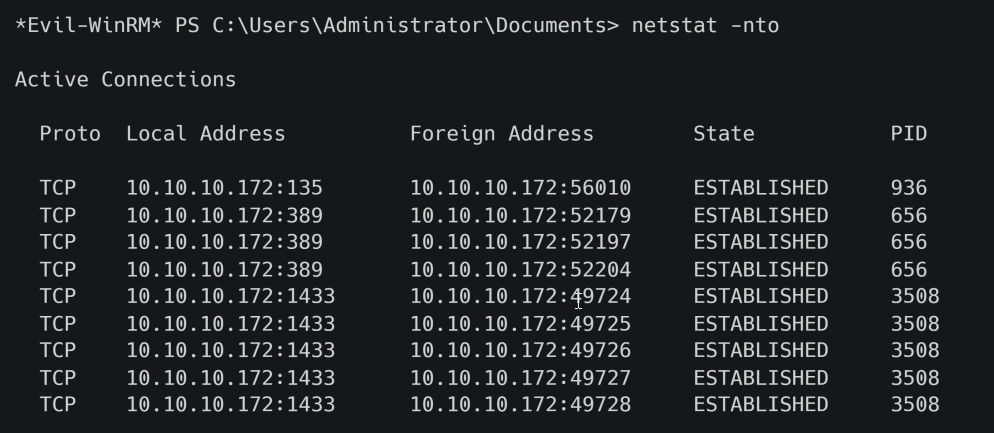 *Evil-WinRM* PS C:\Users\Administrator\Documents> netstat -nto
Active Connections
Proto  Local Address          Foreign Address        State           PID
TCP    10.10.10.172:135       10.10.10.172:56010     ESTABLISHED     936
TCP    10.10.10.172:389       10.10.10.172:52179     ESTABLISHED     656
TCP    10.10.10.172:389       10.10.10.172:52197     ESTABLISHED     656
TCP    10.10.10.172:389       10.10.10.172:52204     ESTABLISHED     656
TCP    10.10.10.172:1433      10.10.10.172:49724     ESTABLISHED     3508
TCP    10.10.10.172:1433      10.10.10.172:49725     ESTABLISHED     3508
TCP    10.10.10.172:1433      10.10.10.172:49726     ESTABLISHED     3508
TCP    10.10.10.172:1433      10.10.10.172:49727     ESTABLISHED     3508
TCP    10.10.10.172:1433      10.10.10.172:49728     ESTABLISHED     3508